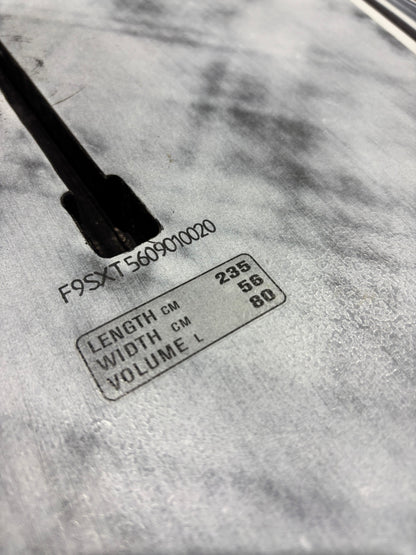 F9SXT5609010020
LENGTH CM 235
WIDTH CM 56
VOLUME L 80